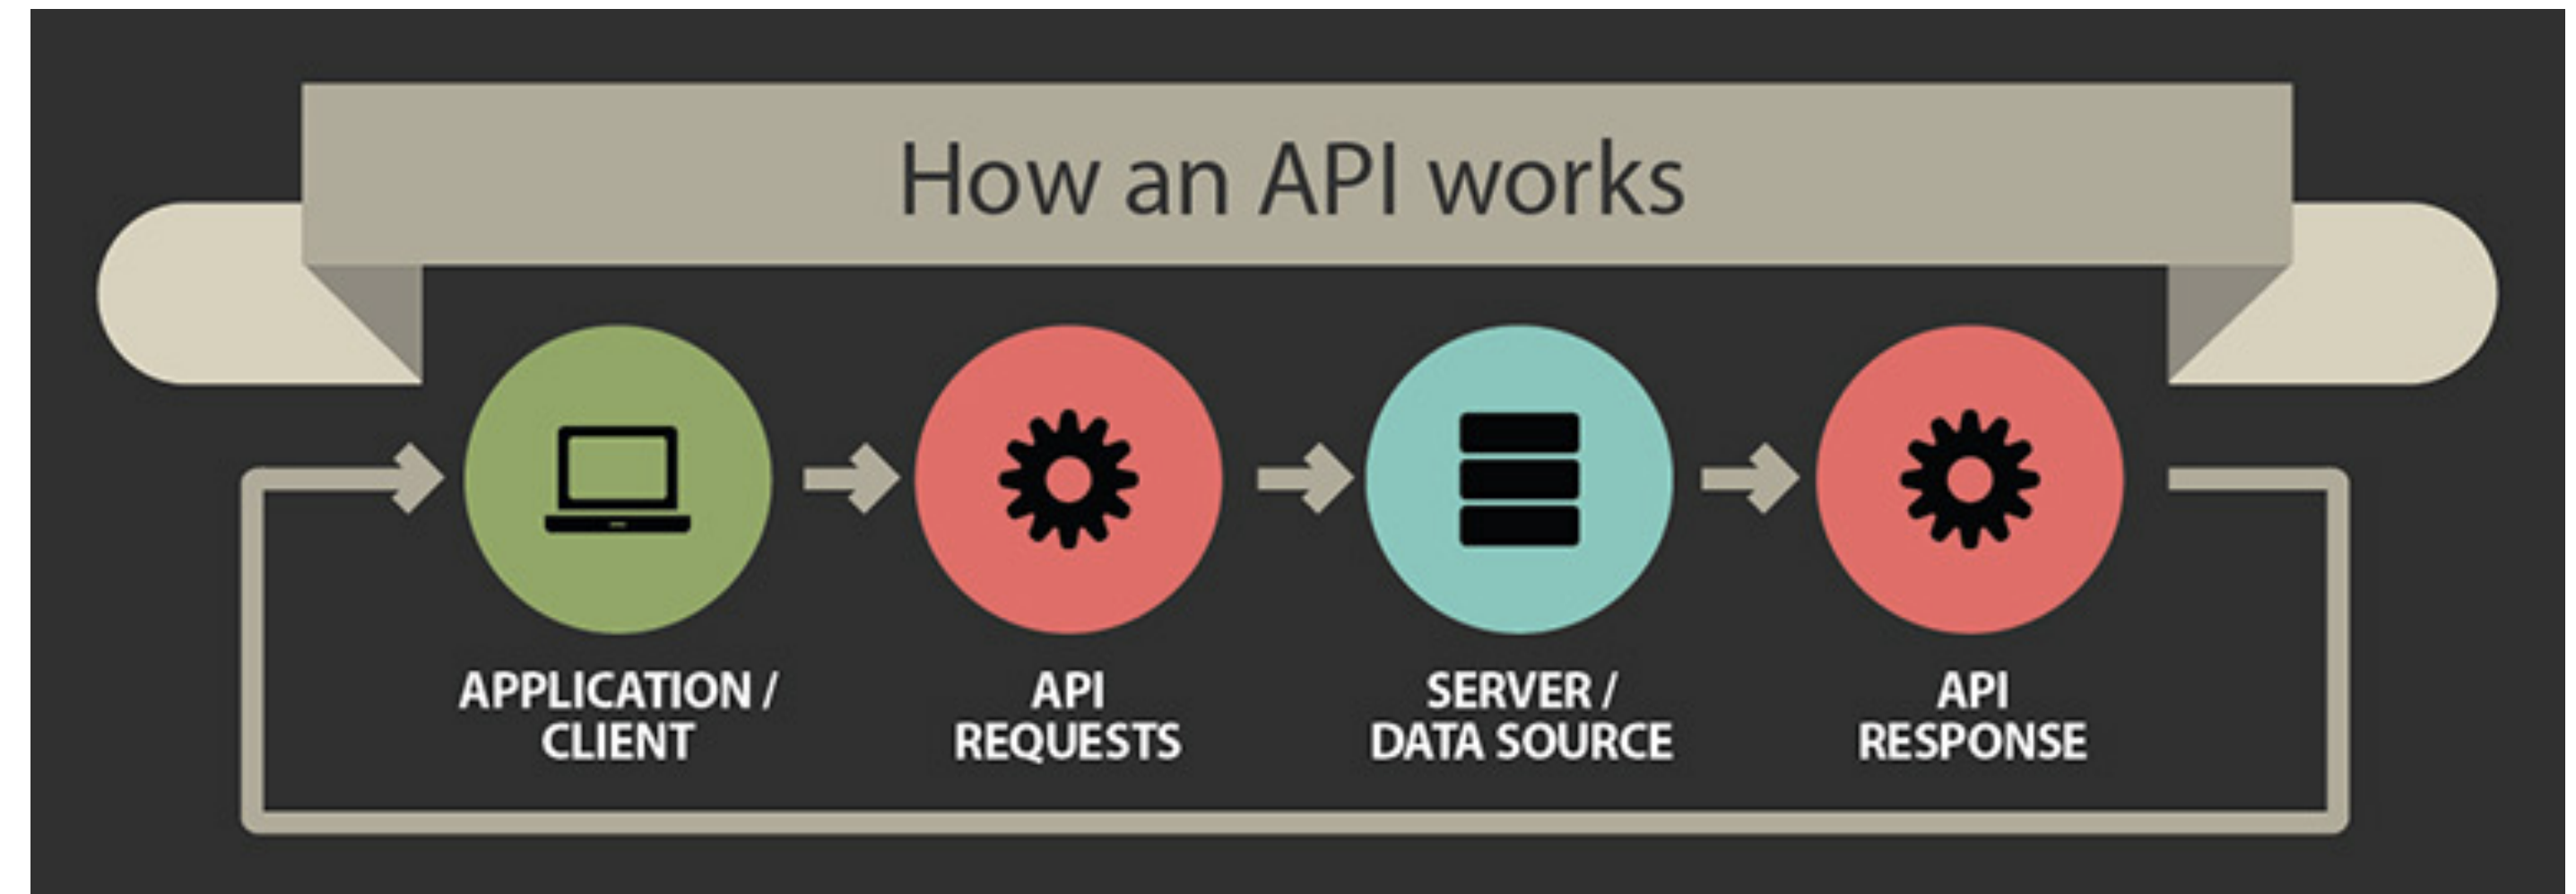 How an API works
APPLICATION /
CLIENT
API
REQUESTS
SERVER /
DATA SOURCE
API
RESPONSE